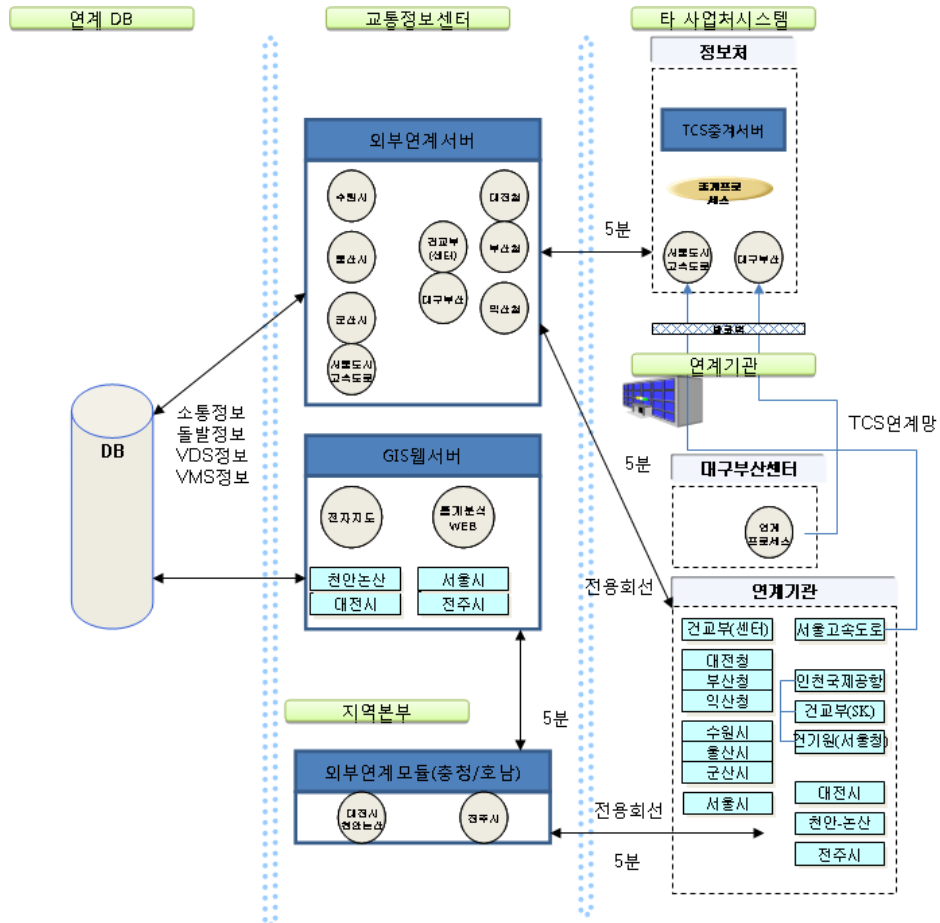 연계 DB
교통정보센터
타 사업처시스템
정보처
TCS중계서버
서울도시
고속도로
대구부산
외부연계서버
수원시
울산시
군산시
서울도시
고속도로
건교부
(센터)
대구부산
대전청
부산청
익산청
5분
연계기관
TCS연계망
5분
대구부산센터
연계
프로세스
전용회선
DB
소통정보
돌발정보
VDS정보
VMS정보
GIS웹서버
전자지도
통계분석
WEB
천안논산
대전시
서울시
전주시
5분
지역본부
외부연계모듈(충청/호남)
대전시
천안논산
전주시
전용회선
5분
연계기관
건교부(센터)
대전청
부산청
익산청
수원시
울산시
군산시
서울시
서울고속도로
인천국제공항
건교부(SK)
건기원(서울청)
대전시
천안-논산
전주시